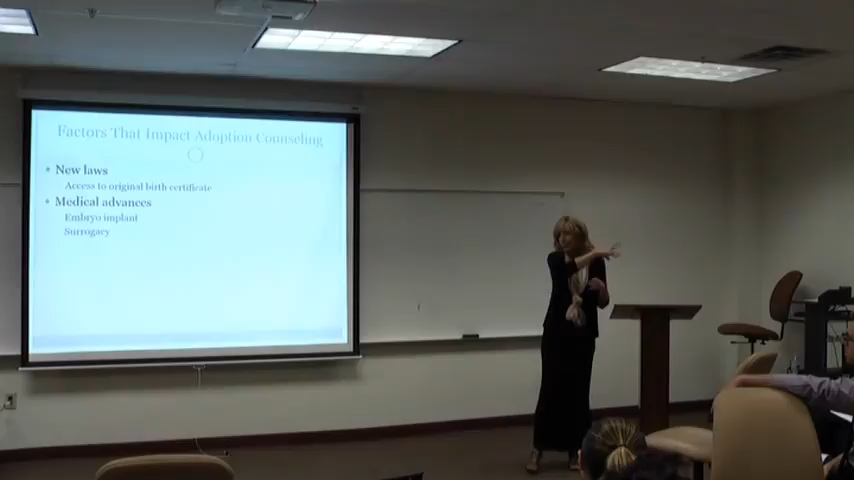 Factors That Impact Adoption Counseling
New laws
Access to original birth certificate
Medical advances
Embryo implant
Surrogacy